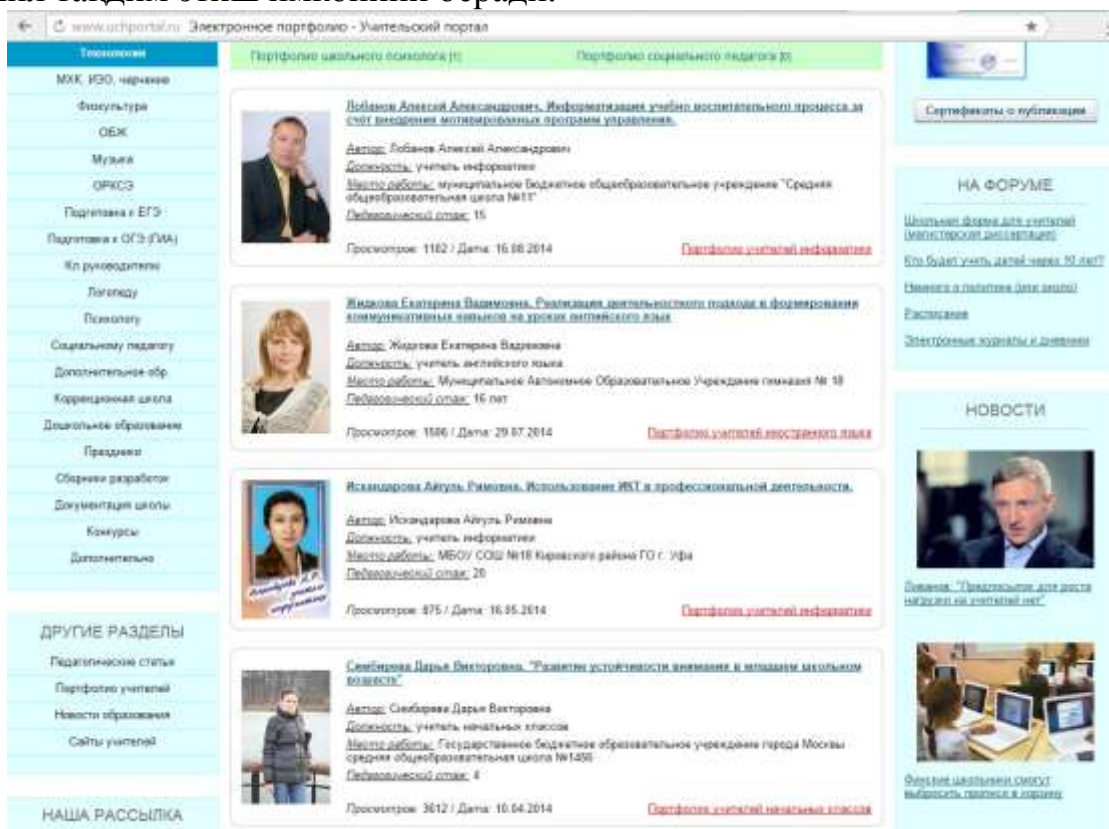 тақдим этиш имконини беради.
www.uchportal.ru Электронное портфолио - Учительский портал
Технология
МХК, ИЗО, черчение
Физкультура
ОБЖ
Музыка
ОРКСЭ
Подготовка к ЕГЭ
Подготовка к ОГЭ (ГИА)
Кл.руководителю
Логопеду
Психологу
Социальному педагогу
Дополнительное обр.
Коррекционная школа
Дошкольное образование
Праздники
Сборники разработок
Документация школы
Конкурсы
Дополнительно
ДРУГИЕ РАЗДЕЛЫ
Педагогические статьи
Портфолио учителей
Новости образования
Сайты учителей
НАША РАССЫЛКА
Портфолио школьного психолога [1]
Портфолио социального педагога [0]
Лобанов Алексей Александрович. Информатизация учебно воспитательного процесса за
счёт внедрения мотивированных программ управления.
Автор: Лобанов Алексей Александрович
Должность: учитель информатики
Место работы: муниципальное бюджетное общеобразовательное учреждение "Средняя
общеобразовательная школа №11"
Педагогический стаж: 15
Просмотров: 1182 / Дата: 16.08.2014
Портфолио учителей информатики
Жидкова Екатерина Вадимовна. Реализация деятельностного подхода в формировании
коммуникативных навыков на уроках английского язык
Автор: Жидкова Екатерина Вадимовна
Должность: учитель английского языка
Место работы: Муниципальное Автономное Образовательное Учреждение гимназия № 18
Педагогический стаж: 16 лет
Просмотров: 1586 / Дата: 29.07.2014
Портфолио учителей иностранного языка
Искандарова Айгуль Римовна. Использование ИКТ в профессиональной деятельности.
Автор: Искандарова Айгуль Римовна
Должность: учитель информатики
Место работы: МБОУ СОШ №18 Кировского района ГО г. Уфа
Педагогический стаж: 20
Просмотров: 875 / Дата: 16.05.2014
Портфолио учителей информатики
Симбирева Дарья Викторовна. "Развитие устойчивости внимания в младшем школьном
возрасте"
Автор: Симбирева Дарья Викторовна
Должность: учитель начальных классов
Место работы: Государственное бюджетное образовательное учреждение города Москвы
средняя общеобразовательная школа №1456
Педагогический стаж: 4
Просмотров: 3612 / Дата: 10.04.2014
Портфолио учителей начальных классов
Сертификаты о публикации
НА ФОРУМЕ
Школьная форма для учителей
(магистерская диссертация)
Кто будет учить детей через 10 лет?
Немного о политике (или около)
Расписание
Электронные журналы и дневники
НОВОСТИ
Ливанов: "Предпосылок для роста
нагрузки на учителей нет"
Финские школьники смогут
выбросить прописи в корзину